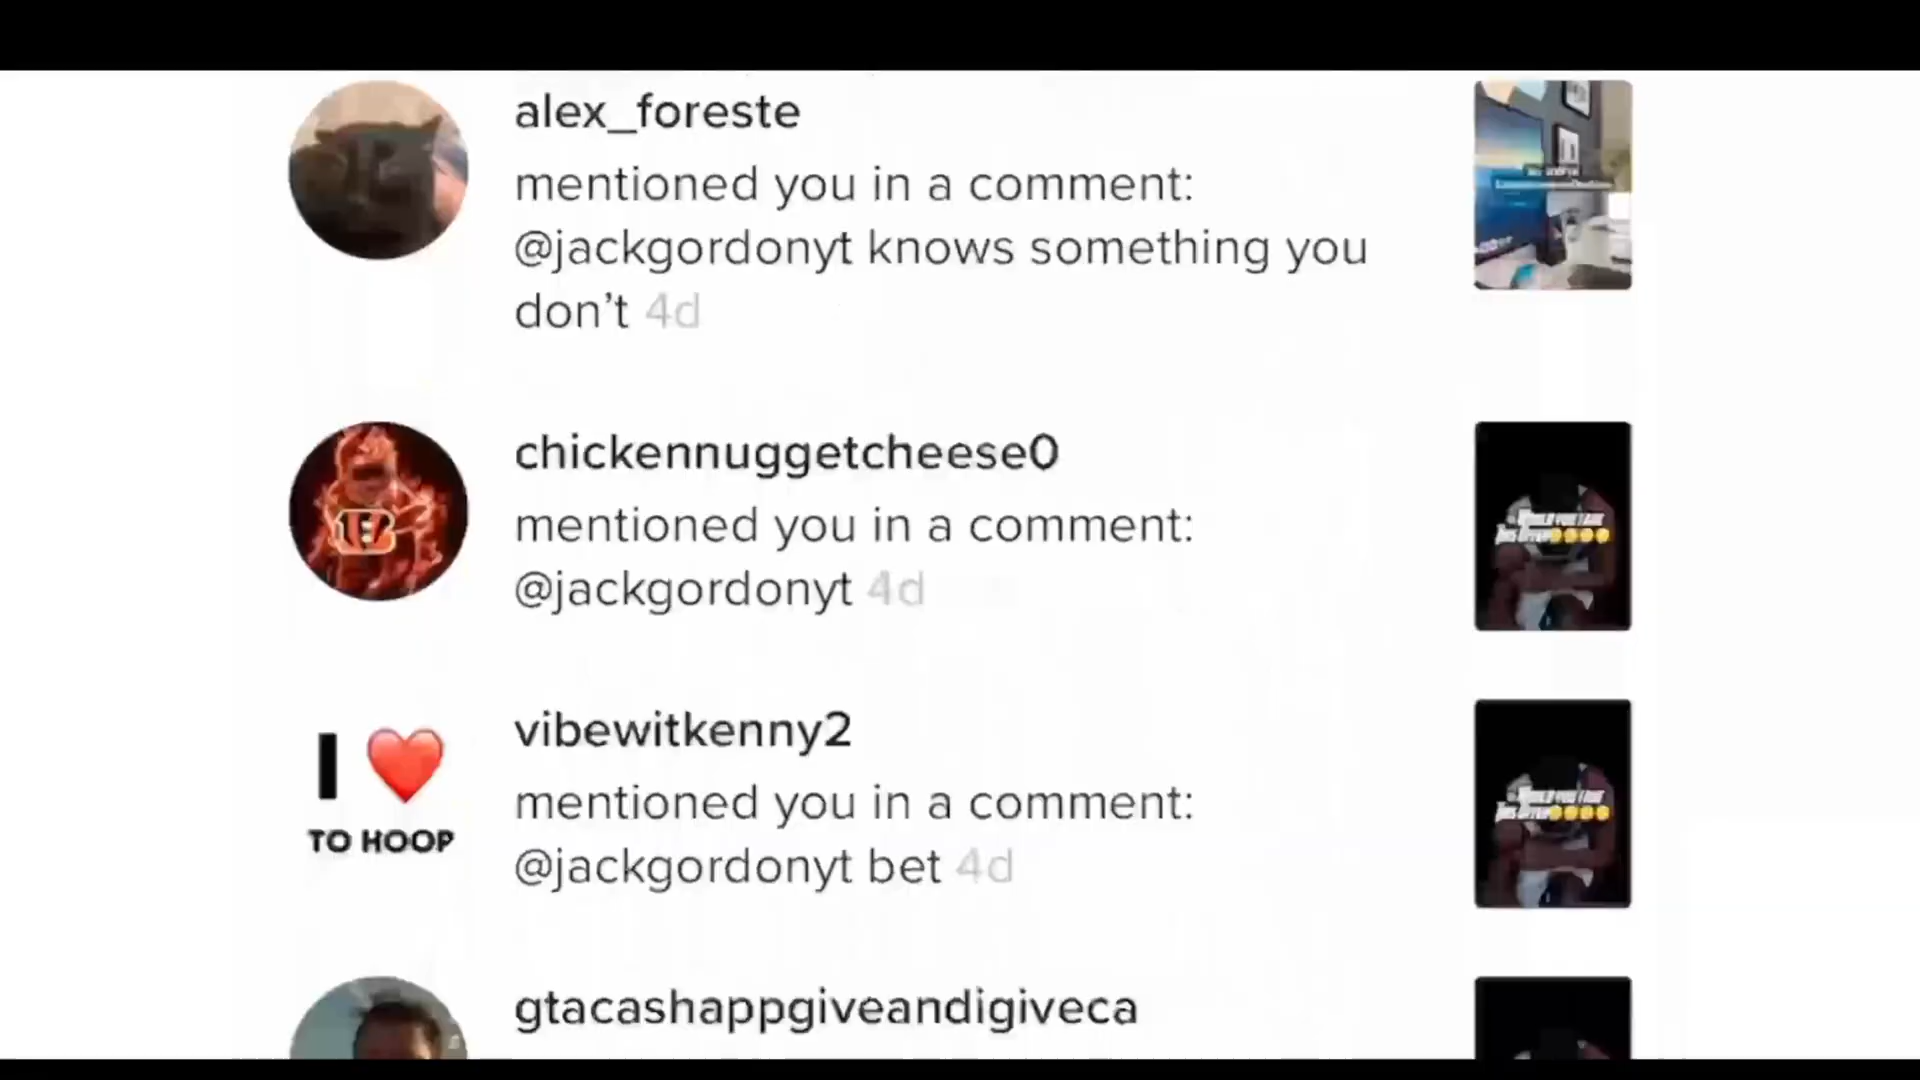 alex_foreste
mentioned you in a comment:
@jackgordonyt knows something you
don't 4d
chickennuggetcheese0
mentioned you in a comment:
@jackgordonyt 4d
I ❤️
TO HOOP
vibewitkenny2
mentioned you in a comment:
@jackgordonyt bet 4d
gtacashappgiveandigiveca